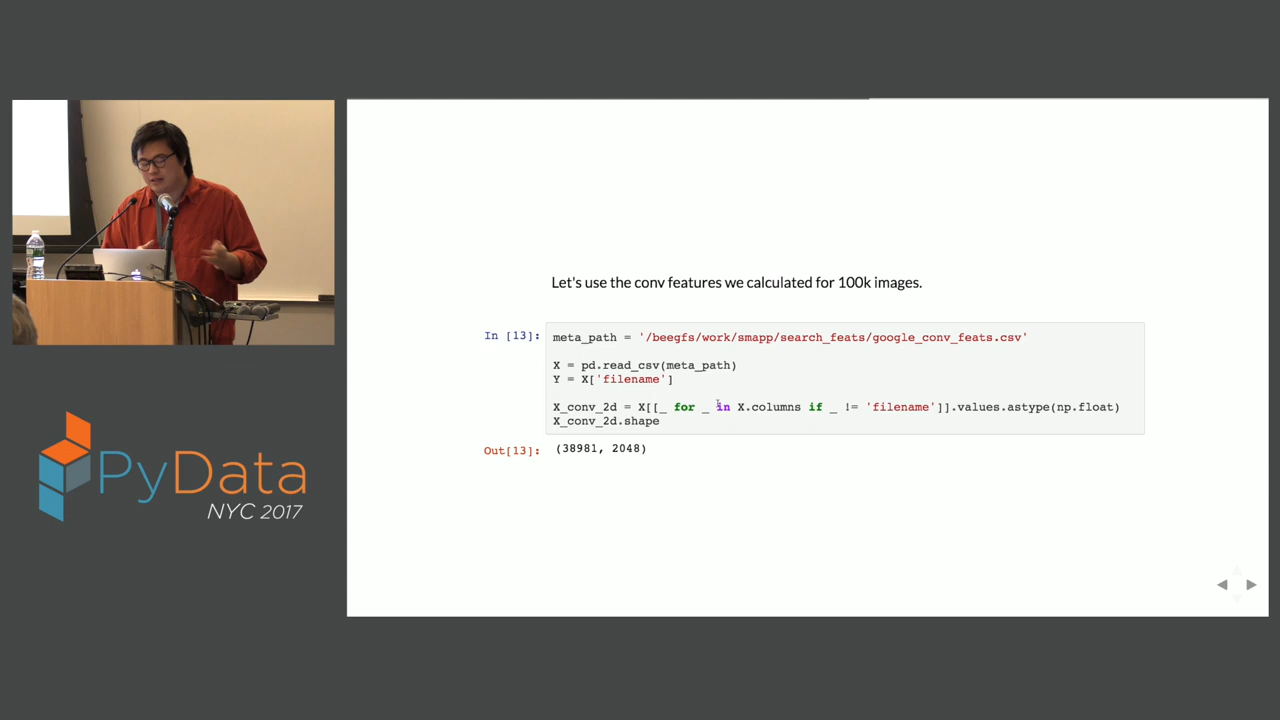 Let's use the conv features we calculated for 100k images.
In [13]:
meta_path = '/beegfs/work/smapp/search_feats/google_conv_feats.csv'
X = pd.read_csv(meta_path)
Y = X['filename']
X_conv_2d = X[[_ for _ in X.columns if _ != 'filename']].values.astype(np.float)
X_conv_2d.shape
Out[13]:
(38981, 2048)
PyData
NYC 2017